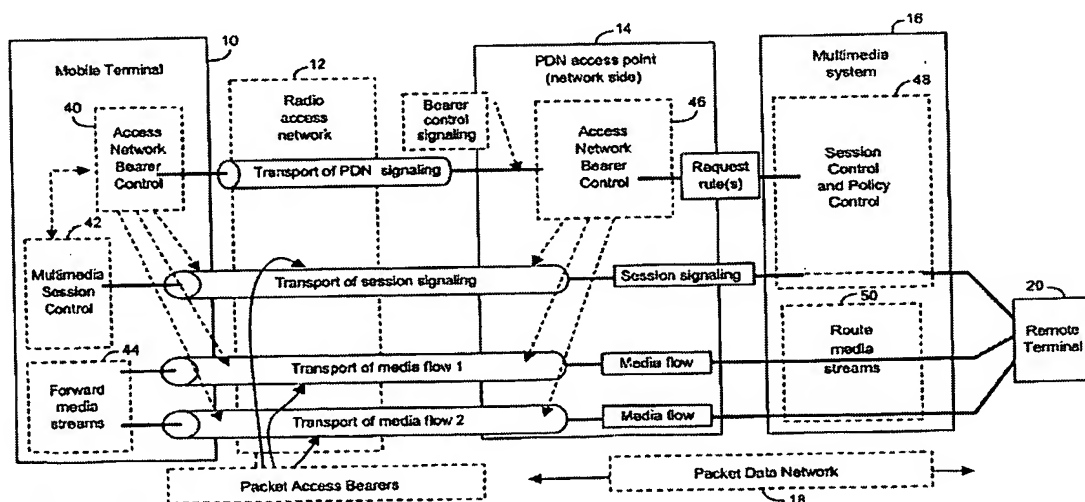 10
Mobile Terminal
40
Access
Network
Bearer
Control
42
Multimedia
Session
Control
44
Forward
media
streams
12
Radio
access
network
Bearer
control
signaling
Transport of PDN signaling
Transport of session signaling
Transport of media flow 1
Transport of media flow 2
Packet Access Bearers
14
PDN access point
(network side)
46
Access
Network
Bearer
Control
Request
rule(s)
Session signaling
Media flow
Media flow
Packet Data Network
18
16
Multimedia
system
48
Session
Control
and Policy
Control
50
Route
media
streams
20
Remote
Terminal